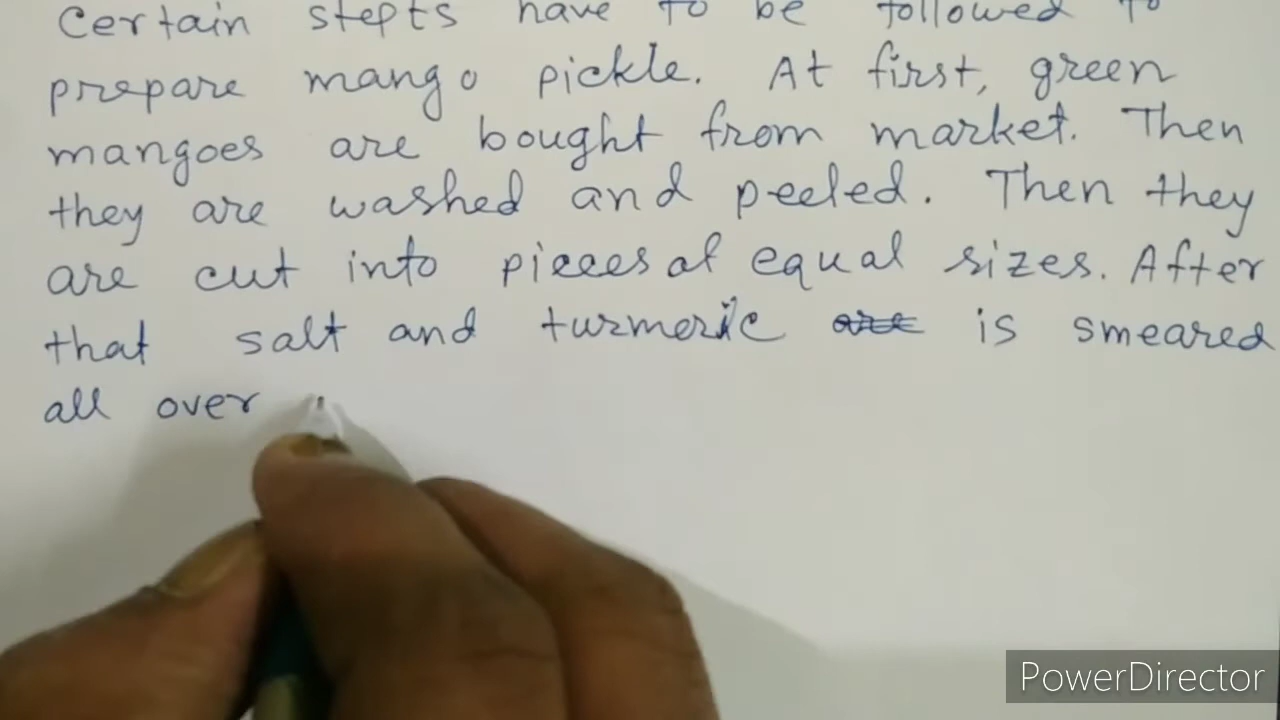 Certain stepts have to be followed to
prepare mango pickle. At first, green
mangoes are bought from market. Then
they are washed and peeled. Then they
are cut into pieces of equal sizes. After
that salt and turmeric are is smeared
all over
PowerDirector